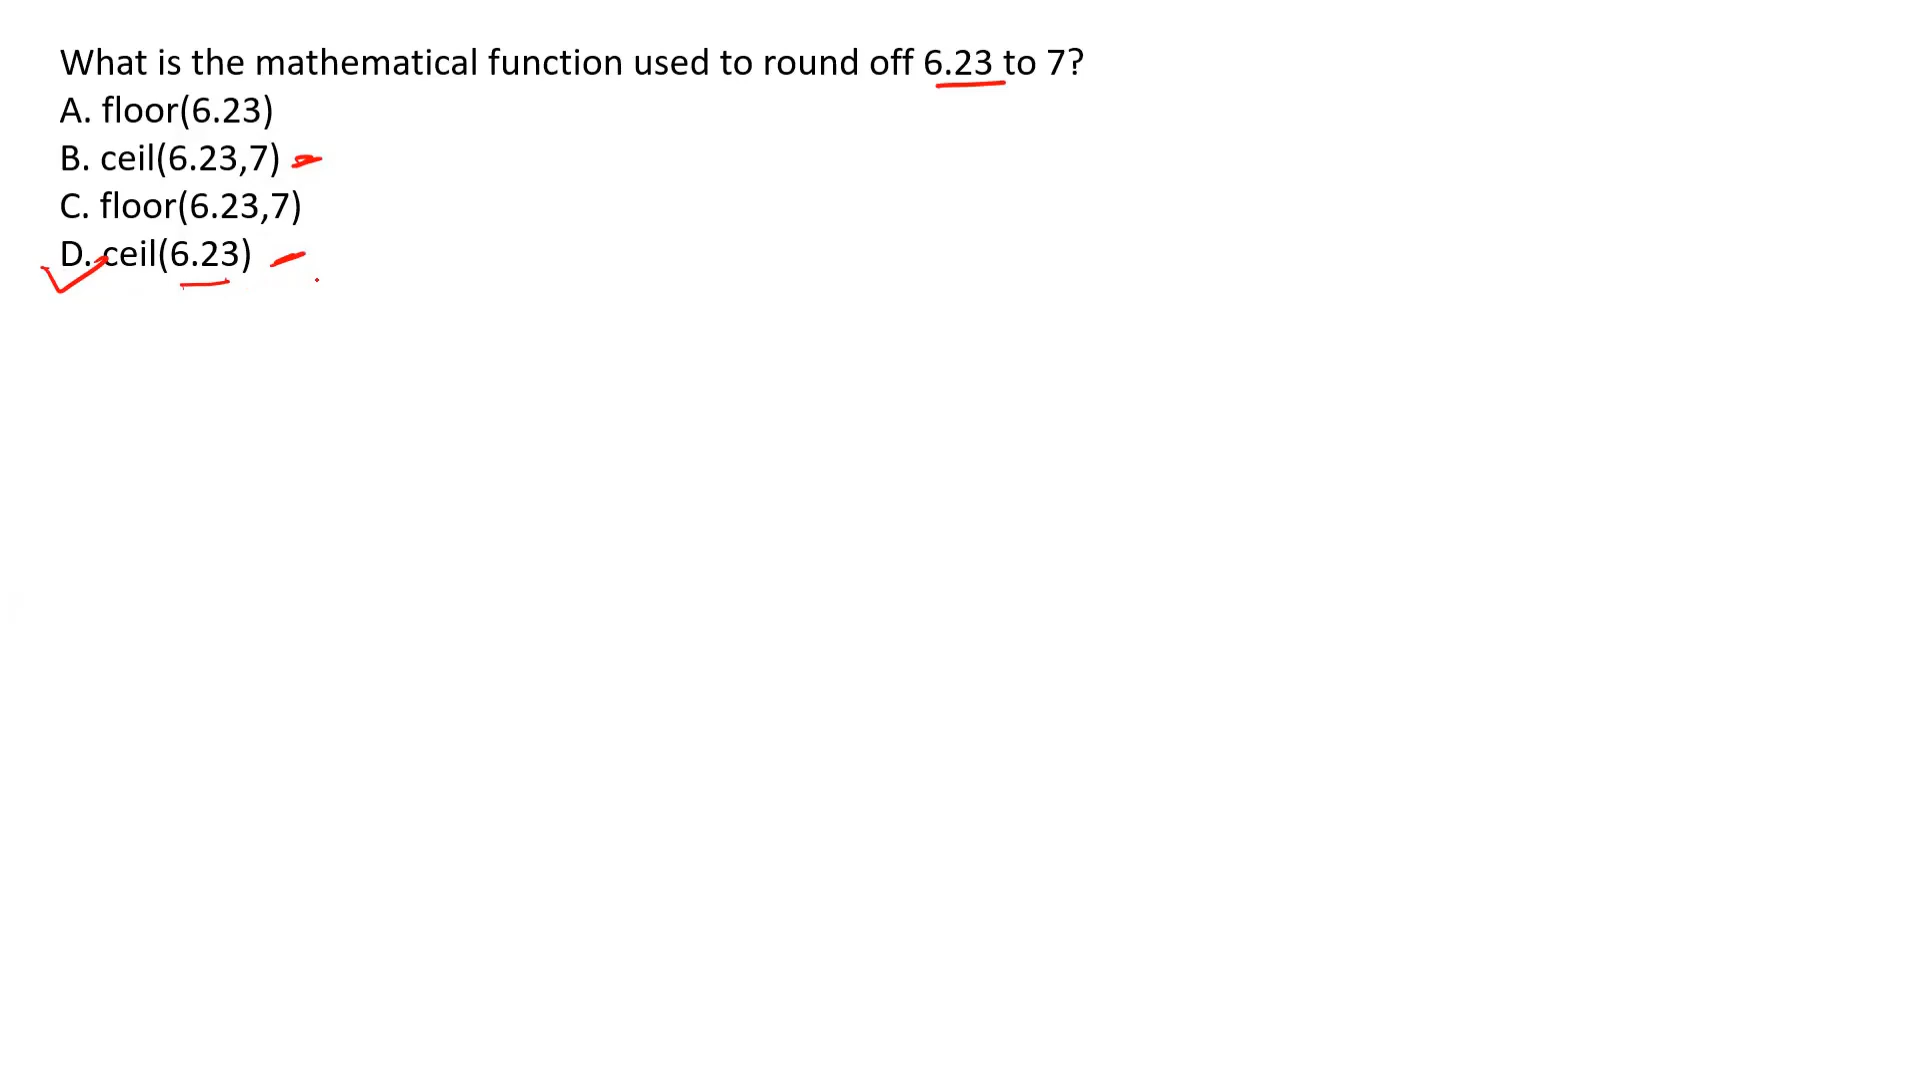 What is the mathematical function used to round off 6.23 to 7?
A. floor(6.23)
B. ceil(6.23,7)
C. floor(6.23,7)
D. ceil(6.23)